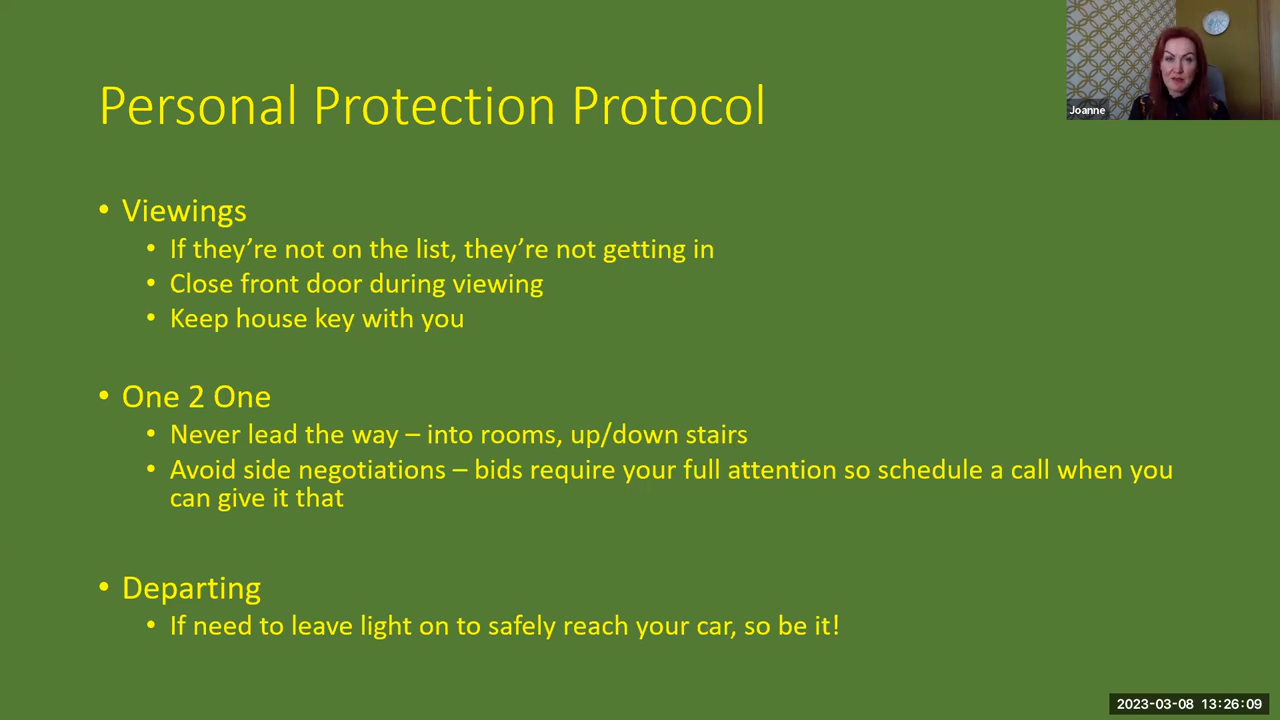 Personal Protection Protocol
Joanne
• Viewings
• If they’re not on the list, they’re not getting in
• Close front door during viewing
• Keep house key with you
• One 2 One
• Never lead the way – into rooms, up/down stairs
• Avoid side negotiations – bids require your full attention so schedule a call when you
can give it that
• Departing
• If need to leave light on to safely reach your car, so be it!
2023-03-08 13:26:09